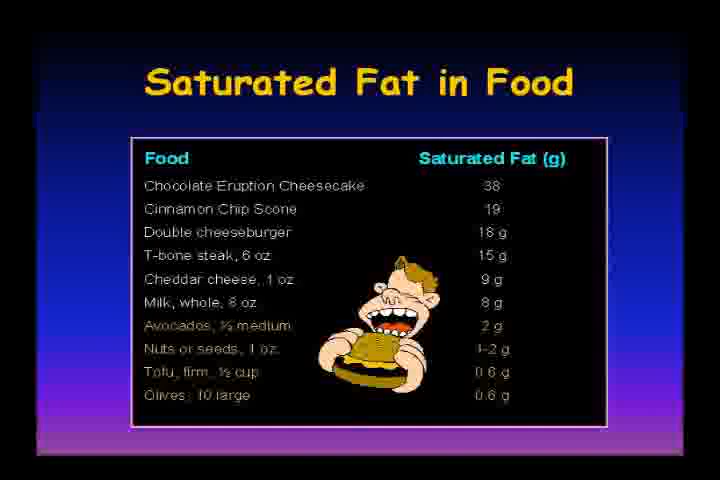 Saturated Fat in Food
Food Saturated Fat (g)
Chocolate Eruption Cheesecake 38
Cinnamon Chip Scone 19
Double cheeseburger 18 g
T-bone steak, 6 oz 15 g
Cheddar cheese, 1 oz 9 g
Milk, whole, 8 oz 8 g
Avocados, ½ medium 2 g
Nuts or seeds, 1 oz. 1-2 g
Tofu, firm, ½ cup 0.6 g
Olives, 10 large 0.6 g